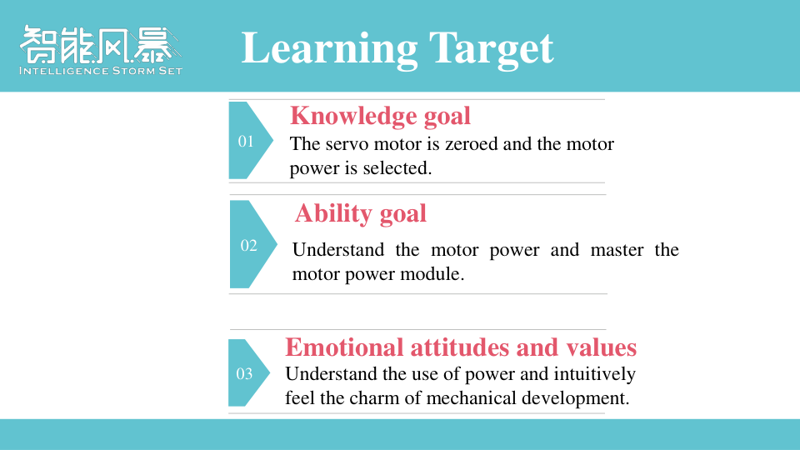 智能风暴
INTELLIGENCE STORM SET
Learning Target
01
Knowledge goal
The servo motor is zeroed and the motor
power is selected.
02
Ability goal
Understand the motor power and master the
motor power module.
03
Emotional attitudes and values
Understand the use of power and intuitively
feel the charm of mechanical development.